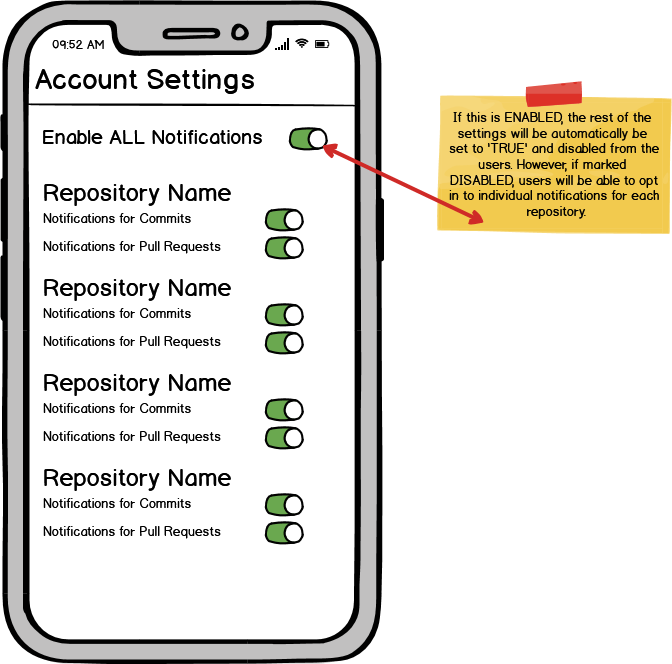 09:52 AM
Account Settings
Enable ALL Notifications
Repository Name
Notifications for Commits
Notifications for Pull Requests
Repository Name
Notifications for Commits
Notifications for Pull Requests
Repository Name
Notifications for Commits
Notifications for Pull Requests
Repository Name
Notifications for Commits
Notifications for Pull Requests
If this is ENABLED, the rest of the
settings will be automatically be
set to 'TRUE' and disabled from the
users. However, if marked
DISABLED, users will be able to opt
in to individual notifications for each
repository.